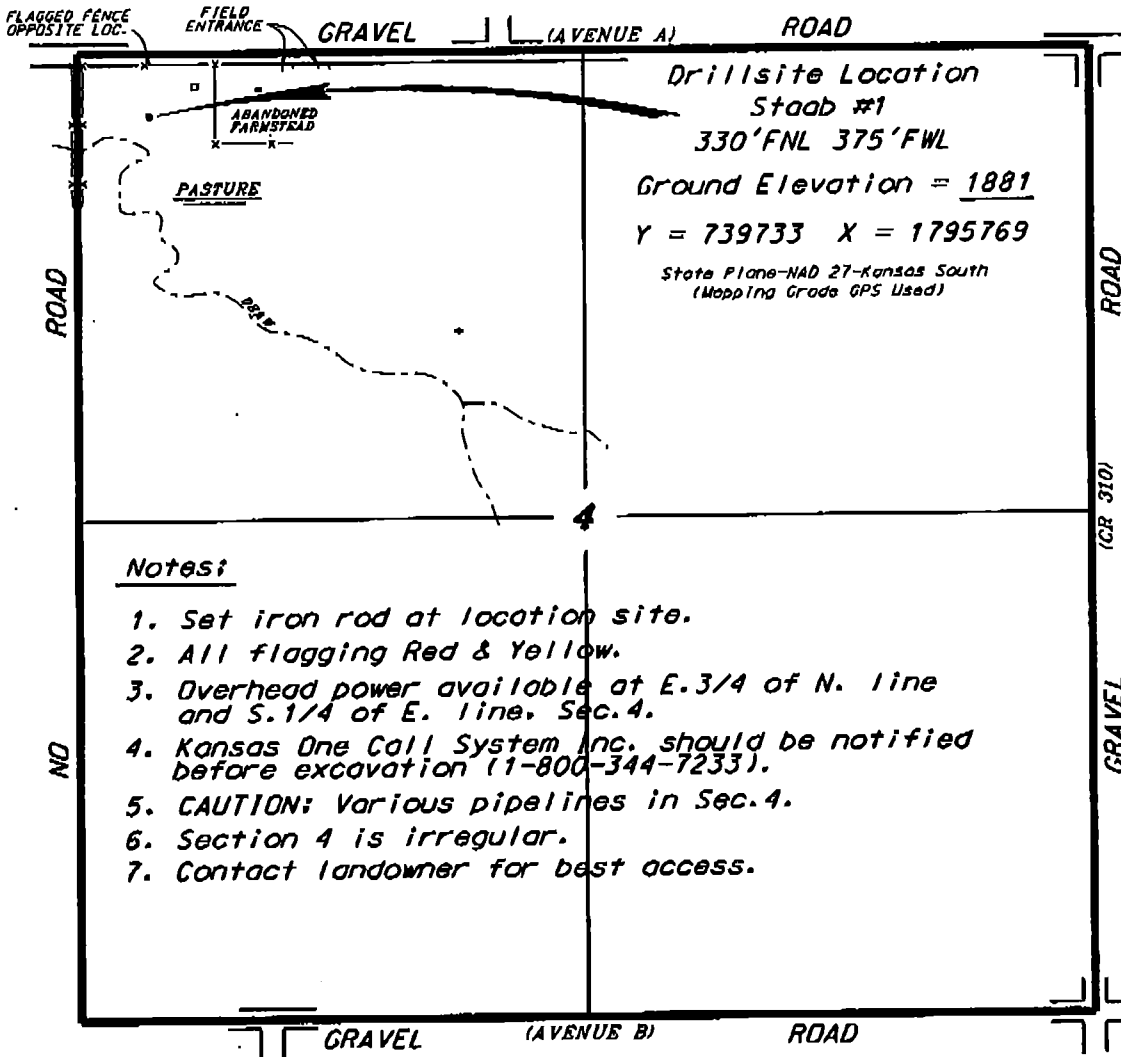 FLAGGED FENCE
OPPOSITE LOC.
FIELD
ENTRANCE
GRAVEL (AVENUE A) ROAD
Drillsite Location
Staab #1
330'FNL 375'FWL
Ground Elevation = 1881
Y = 739733 X = 1795769
State Plane-NAD 27-Kansas South
(Mapping Grade GPS Used)
ABANDONED
FARMSTEAD
PASTURE
DRAW
ROAD
NO
ROAD
(CR 310)
GRAVEL
4
Notes:
1. Set iron rod at location site.
2. All flagging Red & Yellow.
3. Overhead power available at E.3/4 of N. line
and S.1/4 of E. line, Sec.4.
4. Kansas One Call System Inc. should be notified
before excavation (1-800-344-7233).
5. CAUTION: Various pipelines in Sec.4.
6. Section 4 is irregular.
7. Contact landowner for best access.
GRAVEL (AVENUE B) ROAD